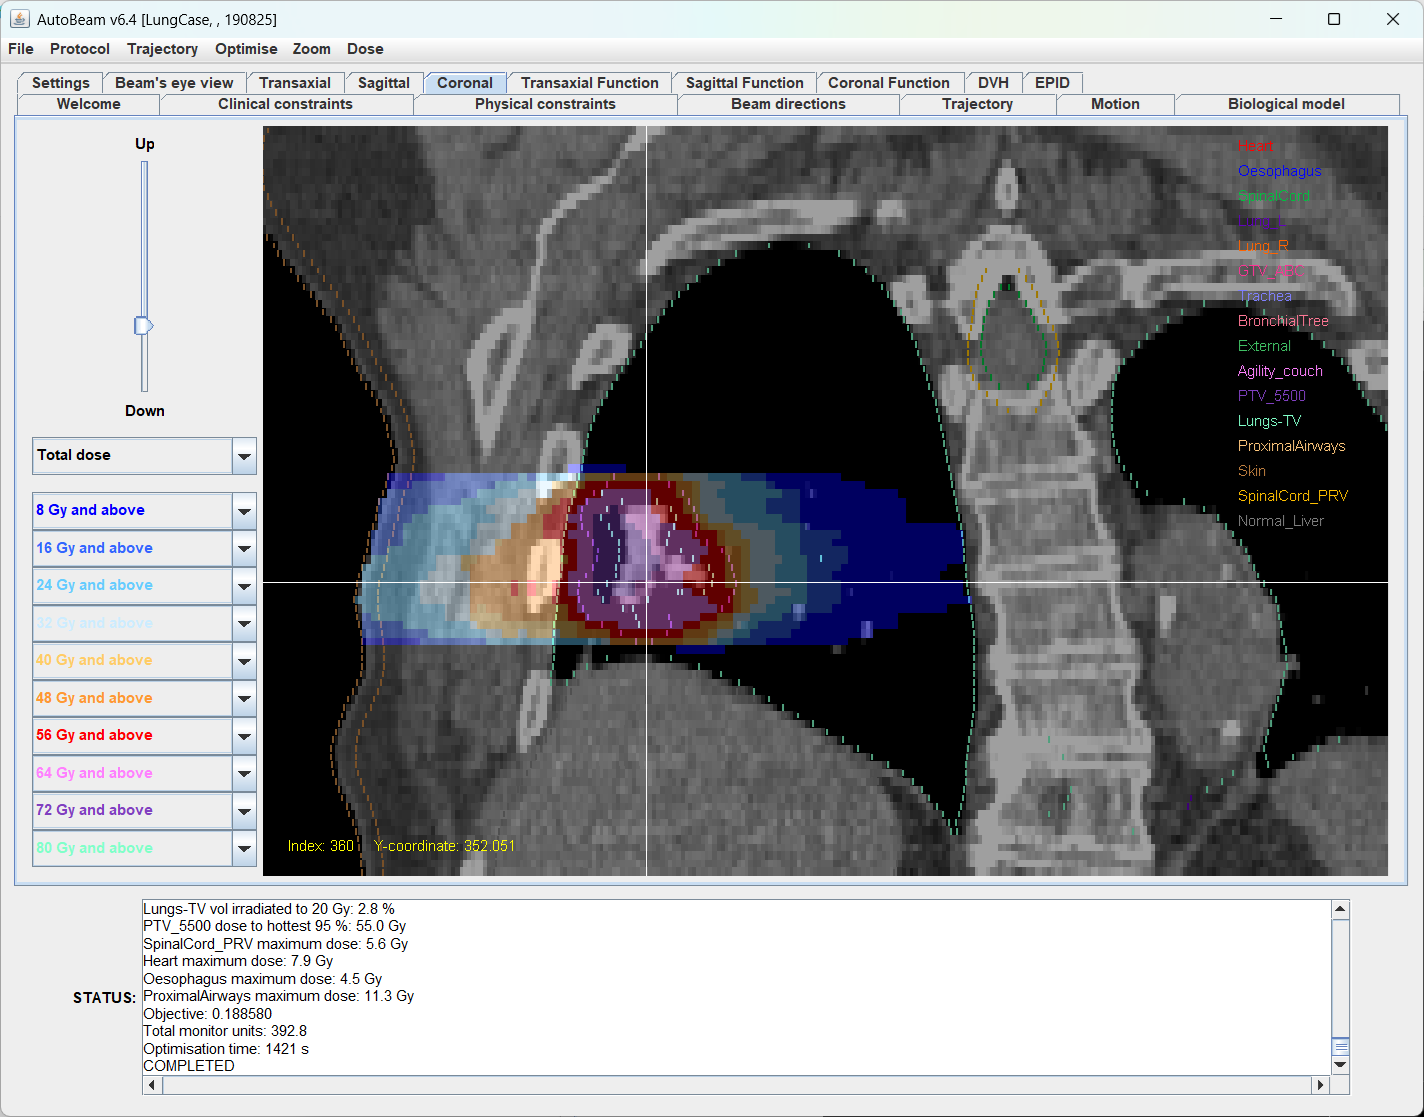 AutoBeam v6.4 [LungCase, , 190825]
File Protocol Trajectory Optimise Zoom Dose
Settings Beam's eye view Transaxial Sagittal Coronal Transaxial Function Sagittal Function Coronal Function DVH EPID
Welcome Clinical constraints Physical constraints Beam directions Trajectory Motion Biological model
Up
Down
Total dose
8 Gy and above
16 Gy and above
24 Gy and above
32 Gy and above
40 Gy and above
48 Gy and above
56 Gy and above
64 Gy and above
72 Gy and above
80 Gy and above
Heart
Oesophagus
SpinalCord
Lung_R
Trachea
BronchialTree
External
Agility_couch
PTV_5500
Lungs-TV
ProximalAirways
Skin
SpinalCord_PRV
Normal_Liver
Index: 360 Y-coordinate: 352.051
STATUS:
Lungs-TV vol irradiated to 20 Gy: 2.8 %
PTV_5500 dose to hottest 95 %: 55.0 Gy
SpinalCord_PRV maximum dose: 5.6 Gy
Heart maximum dose: 7.9 Gy
Oesophagus maximum dose: 4.5 Gy
ProximalAirways maximum dose: 11.3 Gy
Objective: 0.188580
Total monitor units: 392.8
Optimisation time: 1421 s
COMPLETED